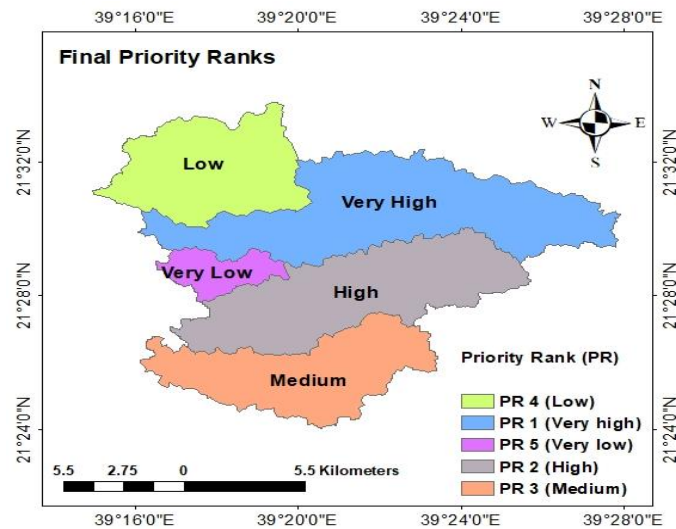 39°16'0"E 39°20'0"E 39°24'0"E 39°28'0"E
Final Priority Ranks
N
W E
S
21°32'0"N 21°32'0"N
Low
Very High
Very Low
21°28'0"N 21°28'0"N
High
Medium
21°24'0"N 21°24'0"N
Priority Rank (PR)
PR 4 (Low)
PR 1 (Very high)
PR 5 (Very low)
PR 2 (High)
PR 3 (Medium)
5.5 2.75 0 5.5 Kilometers
39°16'0"E 39°20'0"E 39°24'0"E 39°28'0"E